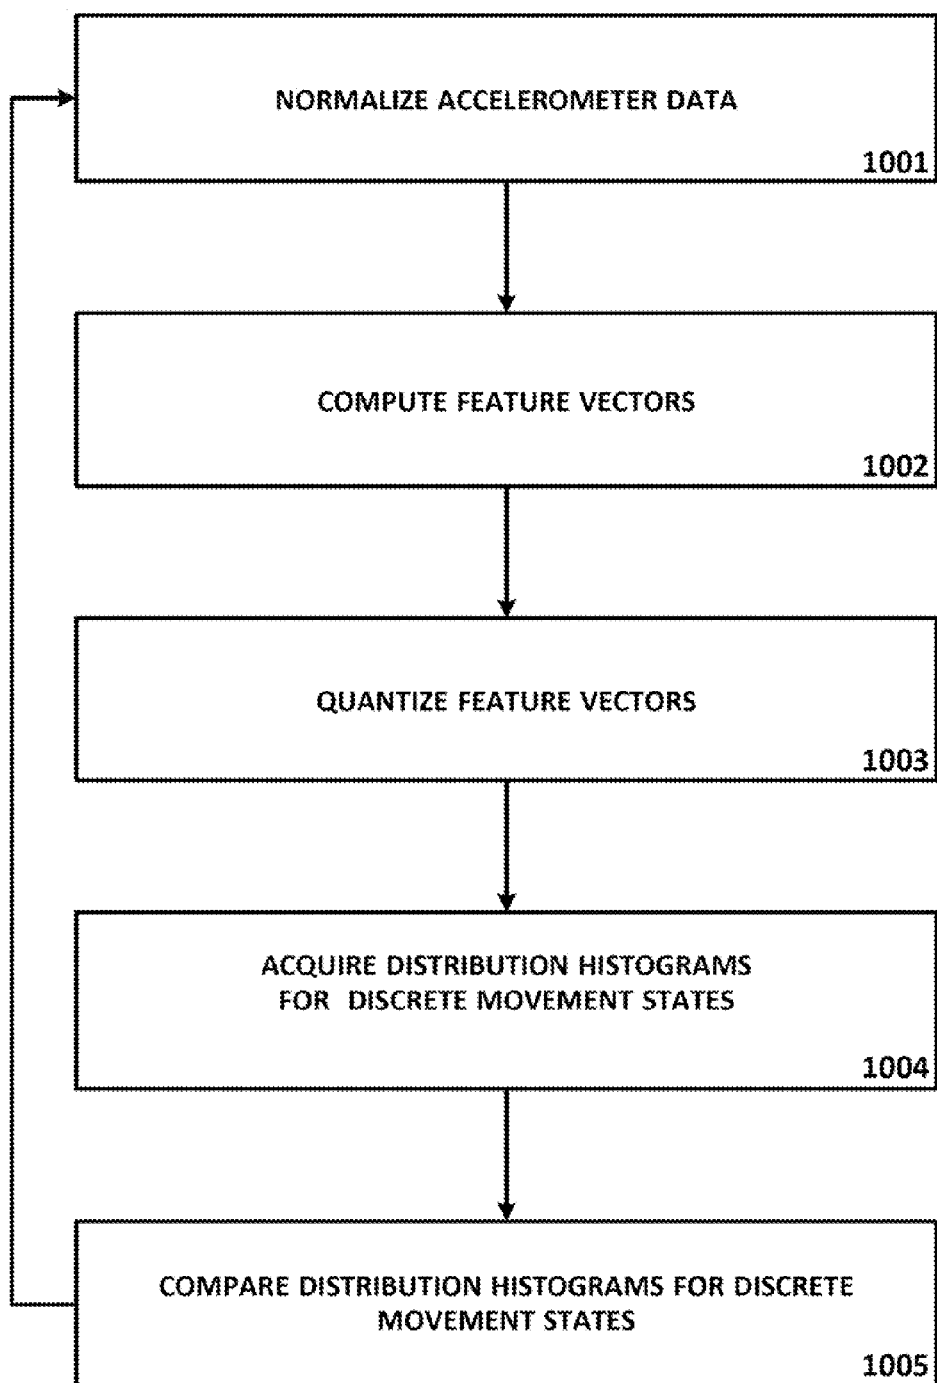 NORMALIZE ACCELEROMETER DATA
1001
COMPUTE FEATURE VECTORS
1002
QUANTIZE FEATURE VECTORS
1003
ACQUIRE DISTRIBUTION HISTOGRAMS
FOR DISCRETE MOVEMENT STATES
1004
COMPARE DISTRIBUTION HISTOGRAMS FOR DISCRETE
MOVEMENT STATES
1005